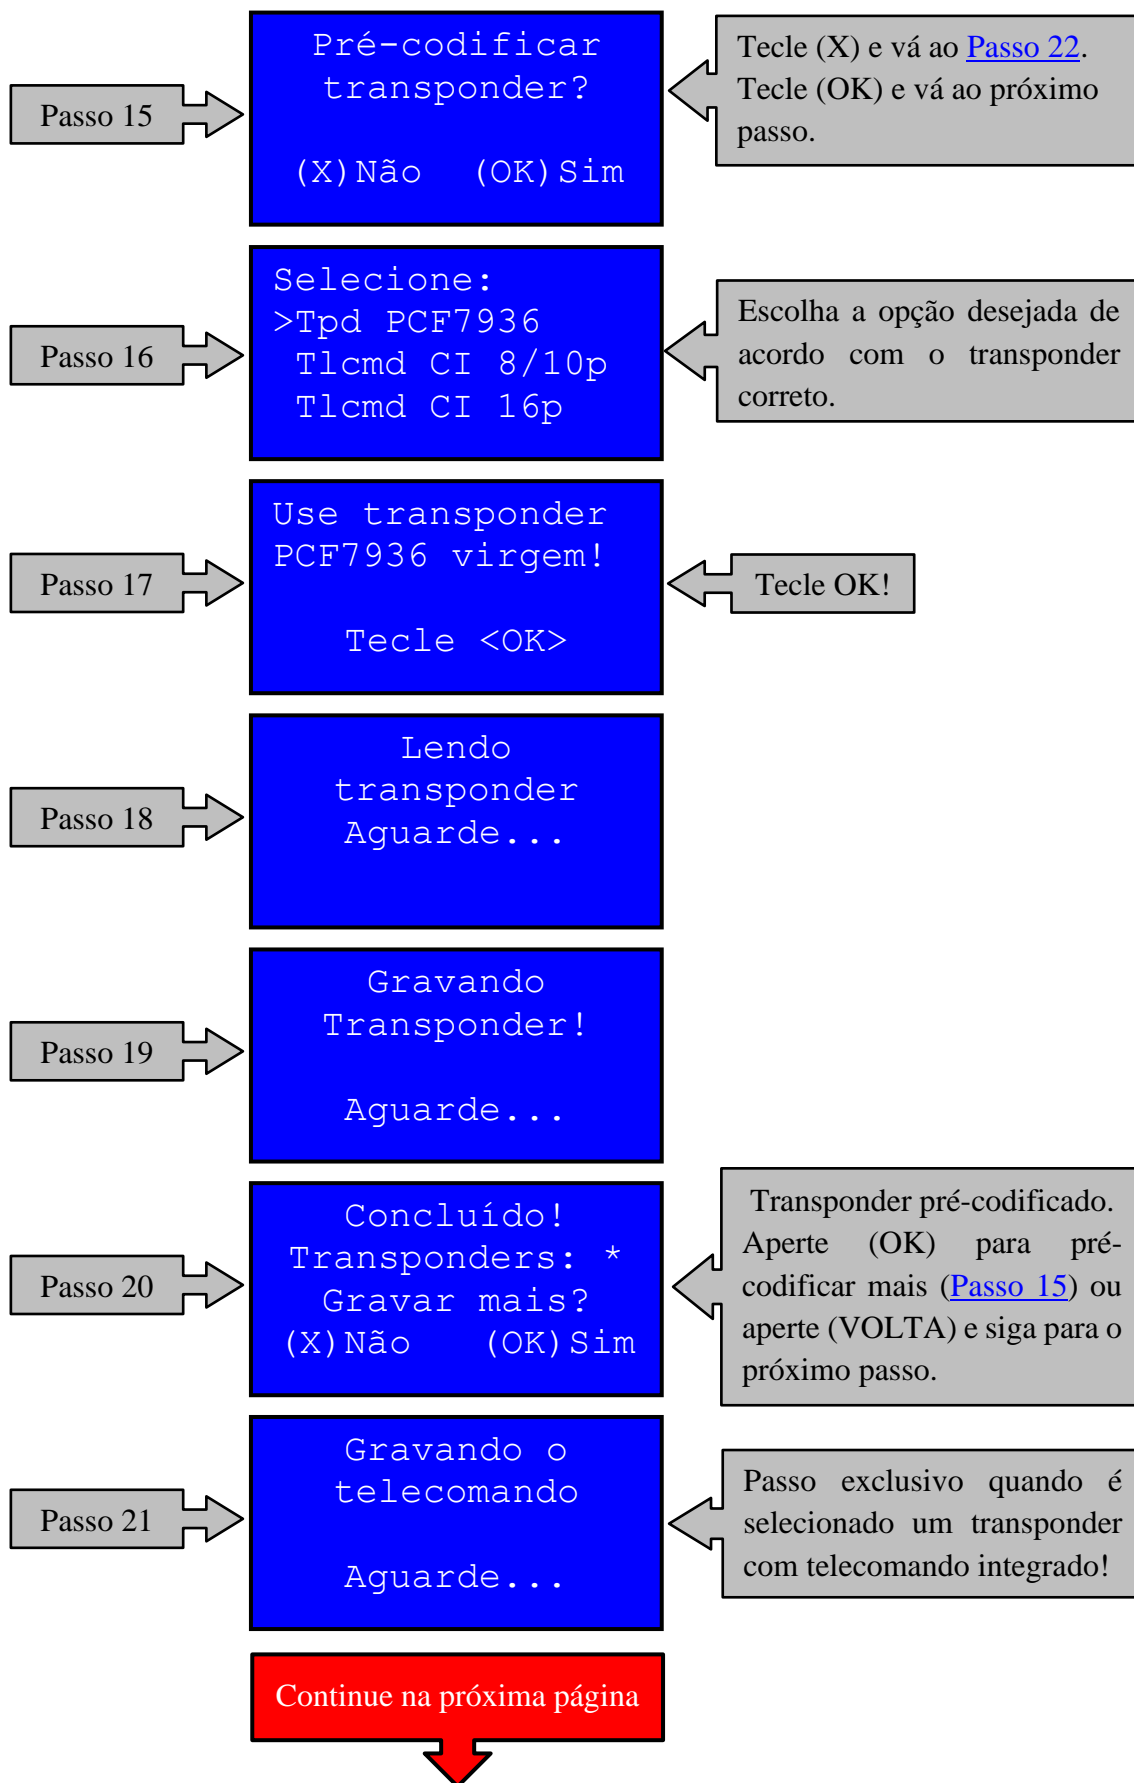 Passo 15
Pré-codificar
transponder?
(X)Não (OK)Sim
Tecle (X) e vá ao Passo 22.
Tecle (OK) e vá ao próximo
passo.
Passo 16
Selecione:
>Tpd PCF7936
Tlcmd CI 8/10p
Tlcmd CI 16p
Escolha a opção desejada de
acordo com o transponder
correto.
Passo 17
Use transponder
PCF7936 virgem!
Tecle <OK>
Tecle OK!
Passo 18
Lendo
transponder
Aguarde...
Passo 19
Gravando
Transponder!
Aguarde...
Passo 20
Concluído!
Transponders: *
Gravar mais?
(X)Não (OK)Sim
Transponder pré-codificado.
Aperte (OK) para pré-
codificar mais (Passo 15) ou
aperte (VOLTA) e siga para o
próximo passo.
Passo 21
Gravando o
telecomando
Aguarde...
Passo exclusivo quando é
selecionado um transponder
com telecomando integrado!
Continue na próxima página